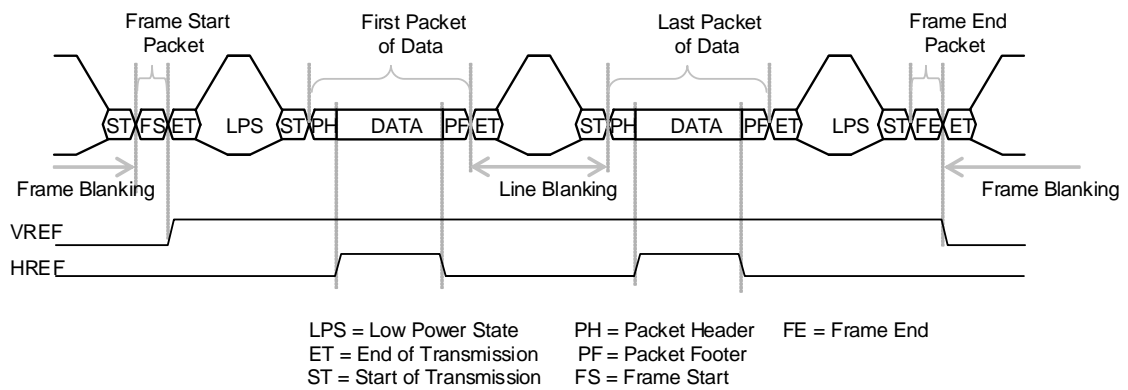 Frame Start
Packet
First Packet
of Data
Last Packet
of Data
Frame End
Packet
ST FS ET LPS ST PH DATA PF ET ST PH DATA PF ET LPS ST FE ET
Frame Blanking Line Blanking Frame Blanking
VREF
HREF
LPS = Low Power State PH = Packet Header FE = Frame End
ET = End of Transmission PF = Packet Footer
ST = Start of Transmission FS = Frame Start